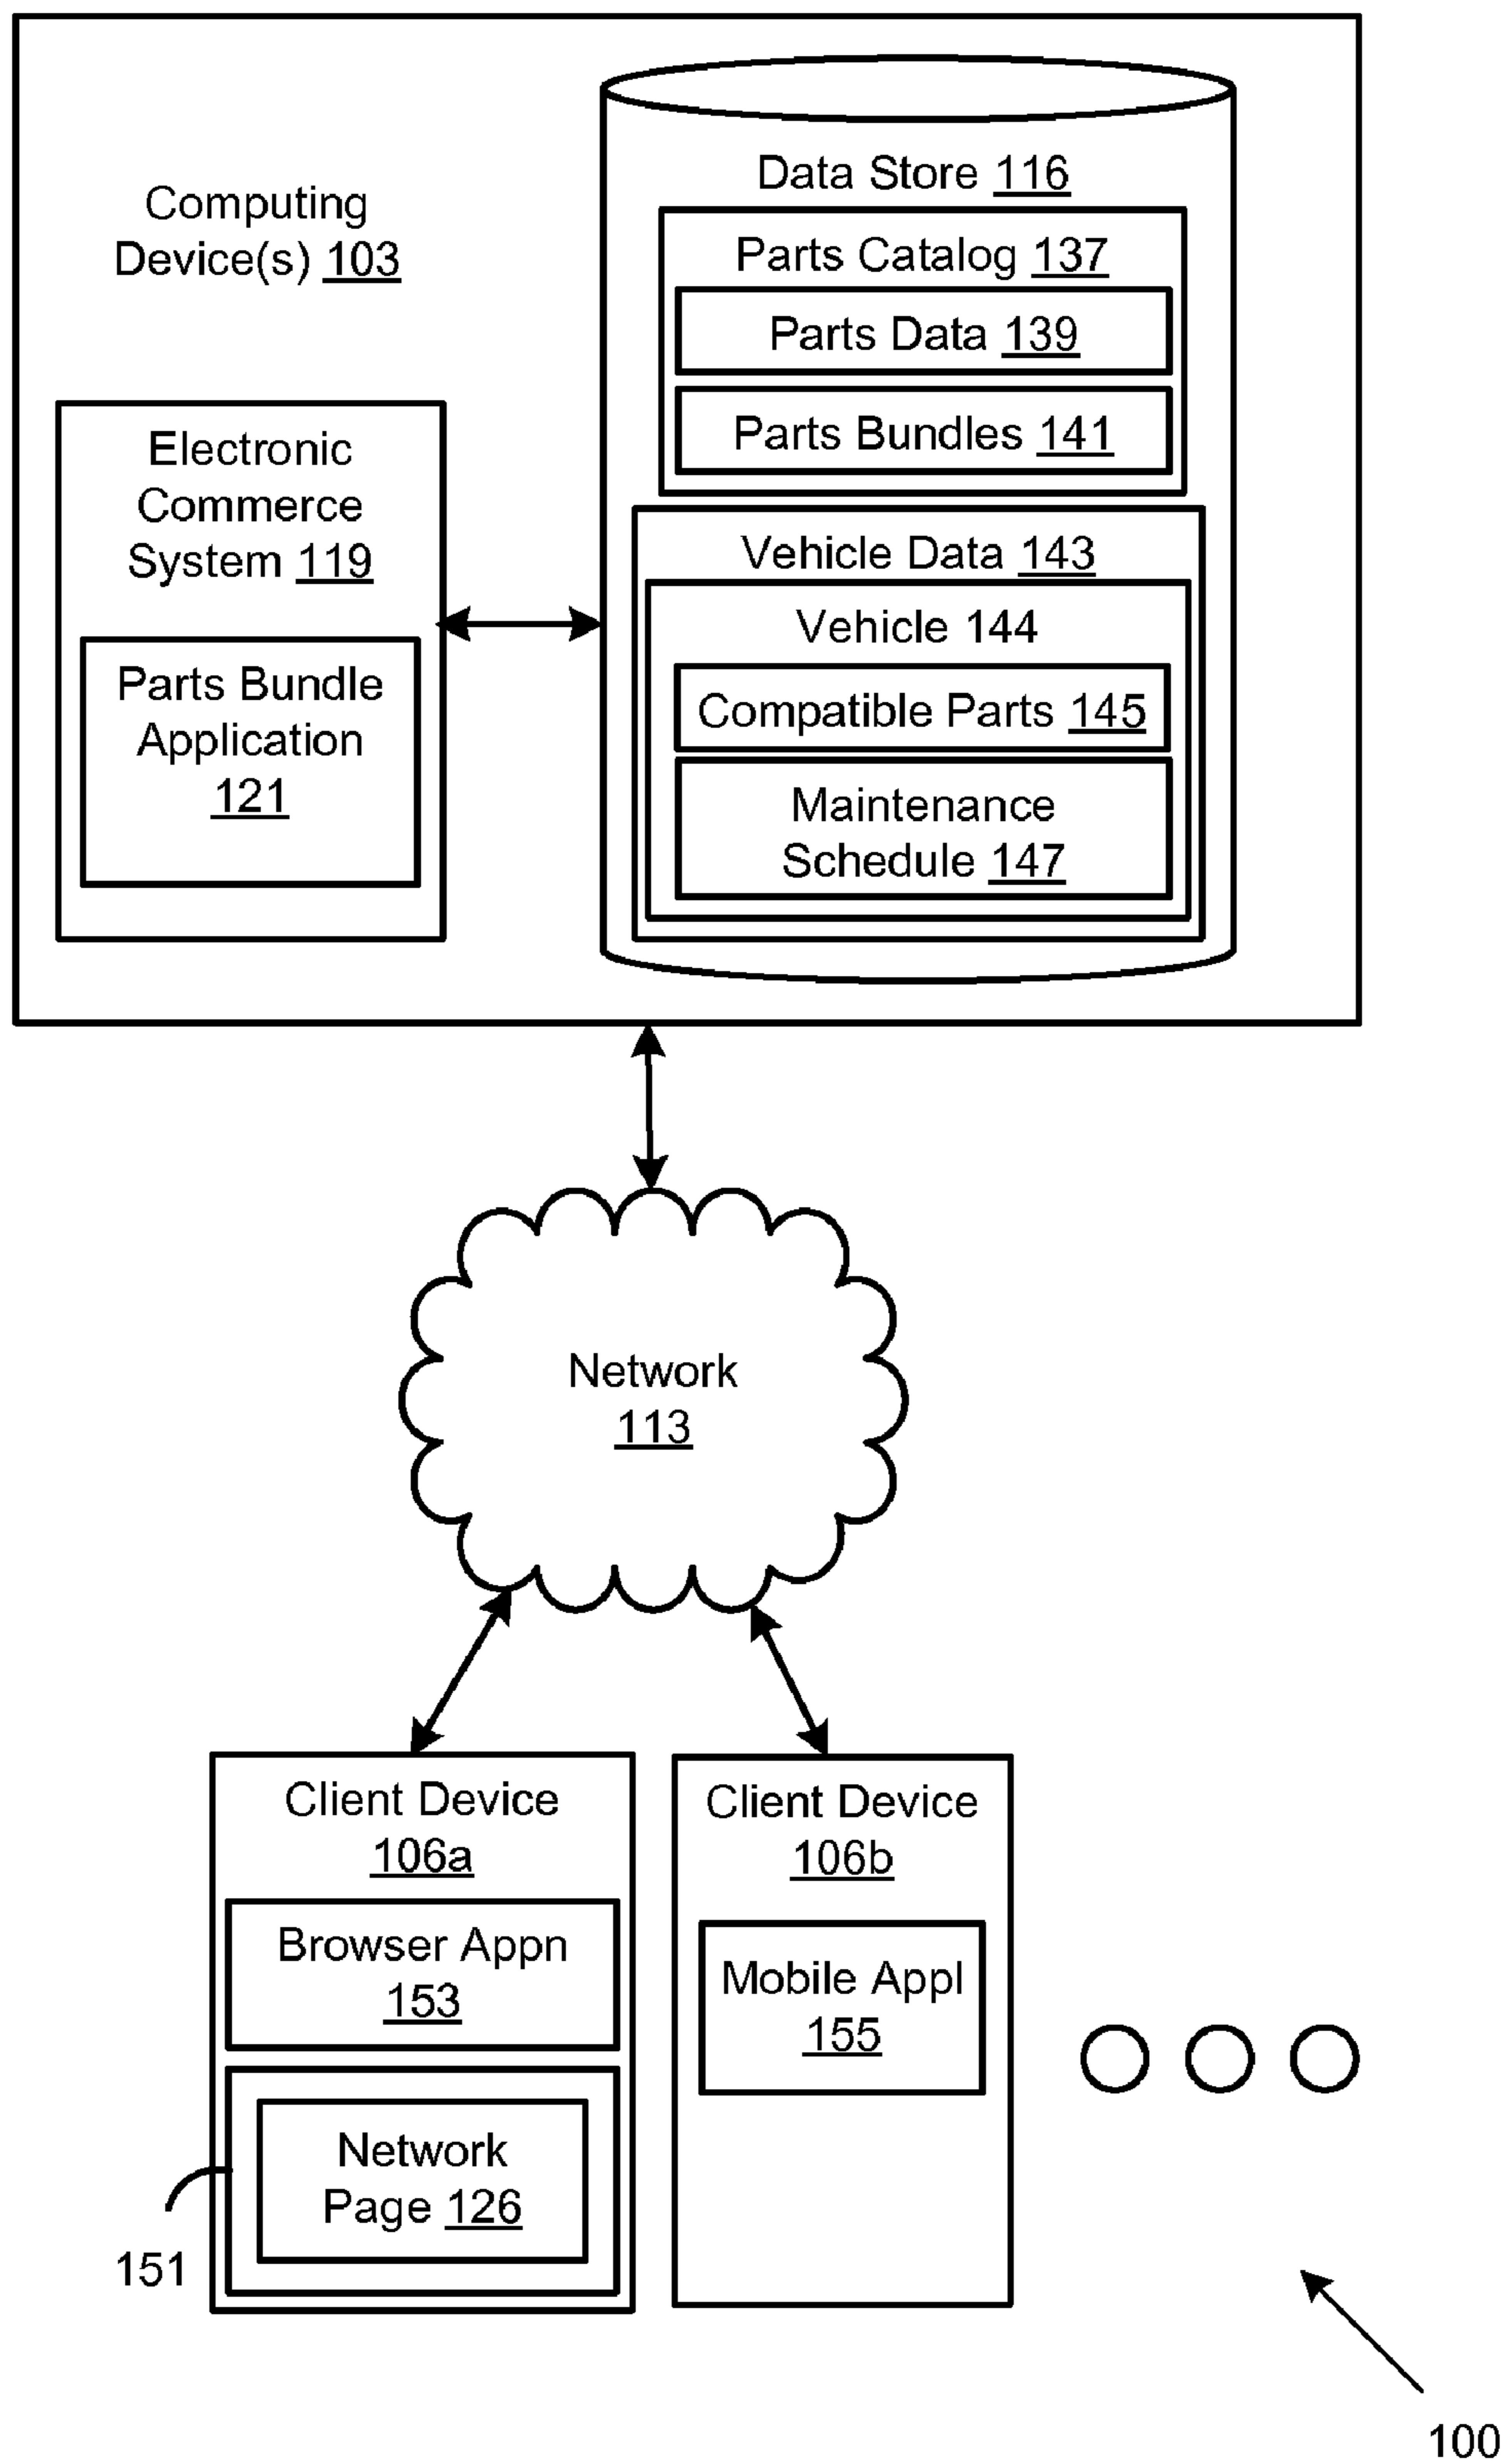 Computing
Device(s) 103
Data Store 116
Parts Catalog 137
Parts Data 139
Parts Bundles 141
Electronic
Commerce
System 119
Parts Bundle
Application
121
Vehicle Data 143
Vehicle 144
Compatible Parts 145
Maintenance
Schedule 147
Network
113
Client Device
106a
Browser Appn
153
Network
Page 126
151
Client Device
106b
Mobile Appl
155
100